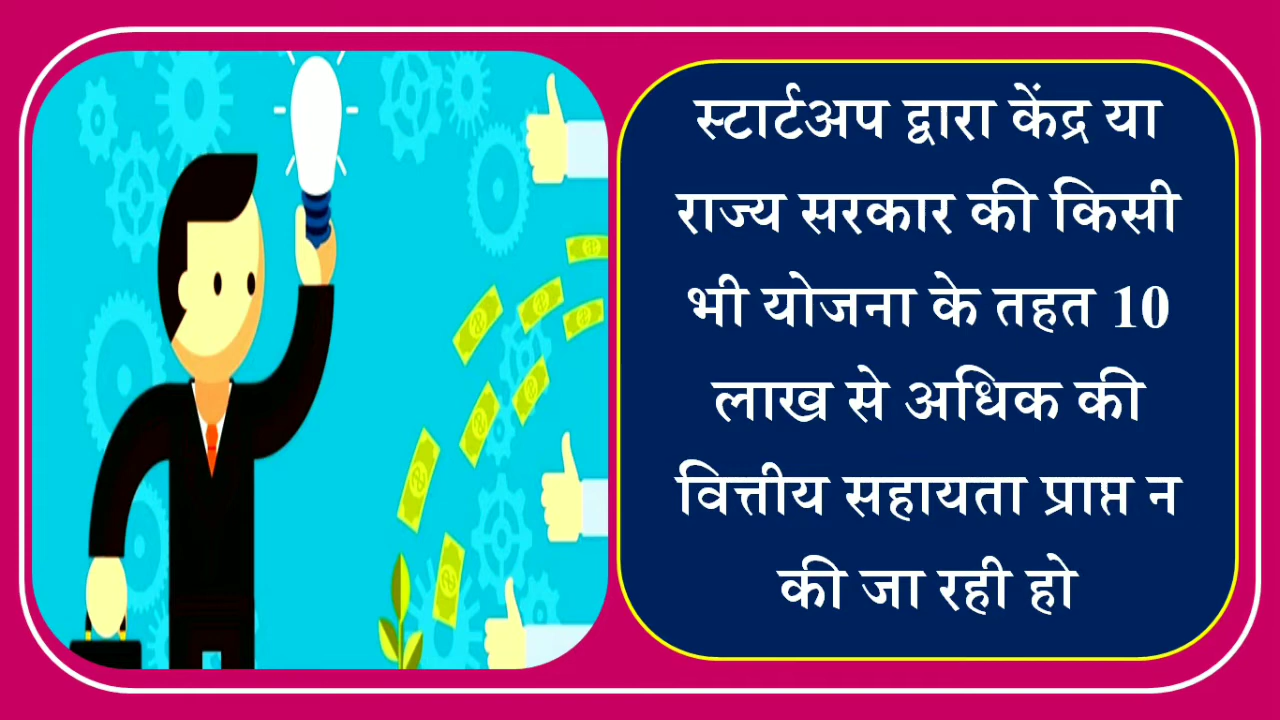 स्टार्टअप द्वारा केंद्र या
राज्य सरकार की किसी
भी योजना के तहत 10
लाख से अधिक की
वित्तीय सहायता प्राप्त न
की जा रही हो